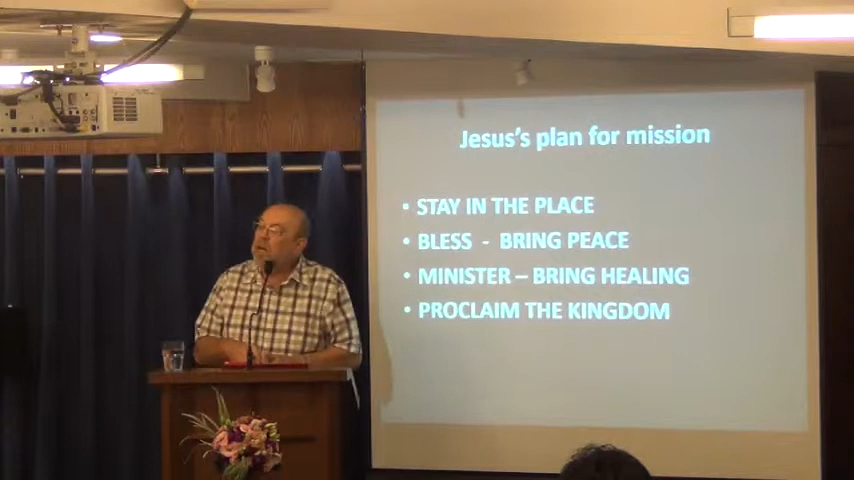 Jesus's plan for mission
• STAY IN THE PLACE
• BLESS - BRING PEACE
• MINISTER – BRING HEALING
• PROCLAIM THE KINGDOM